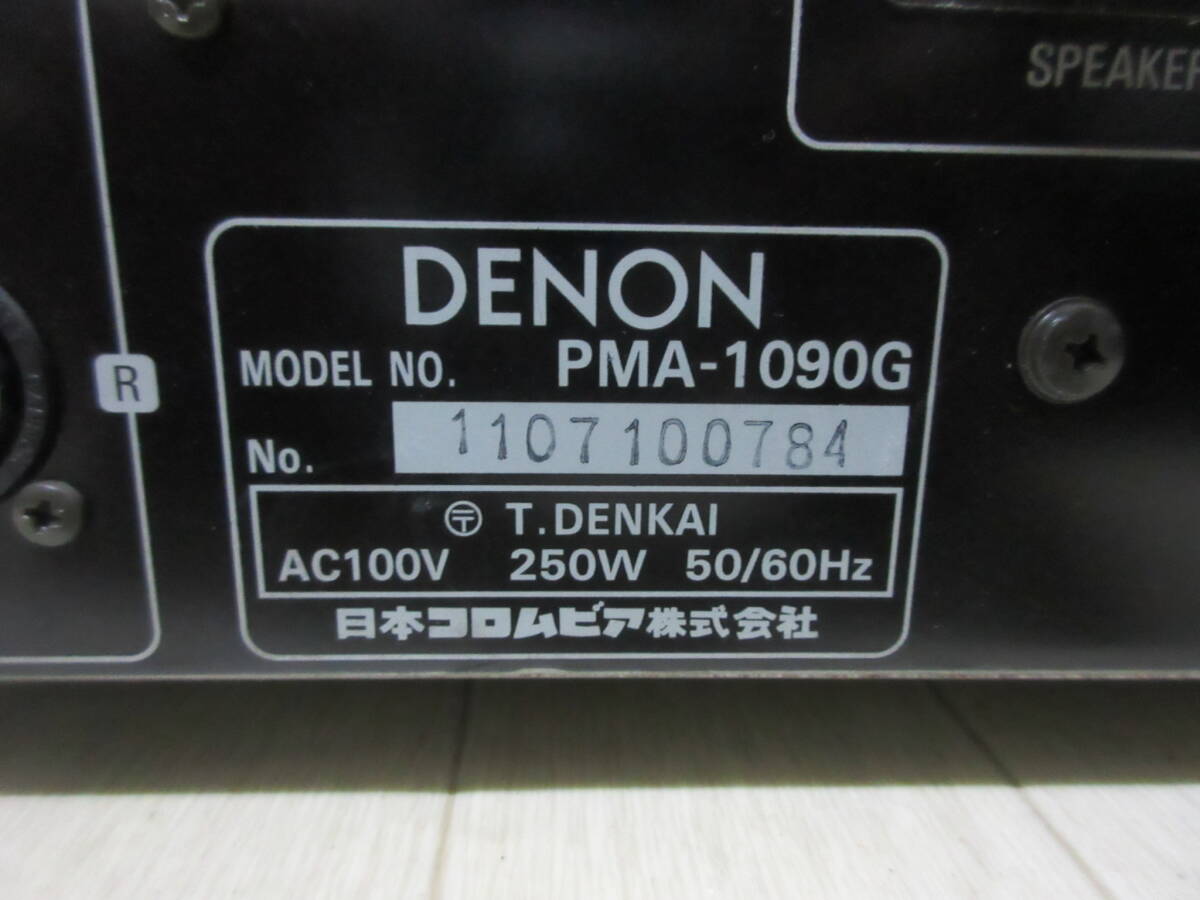 SPEAKER
R
DENON
MODEL NO. PMA-1090G
No. 1107100784
〶 T.DENKAI
AC100V 250W 50/60Hz
日本コロムビア株式会社